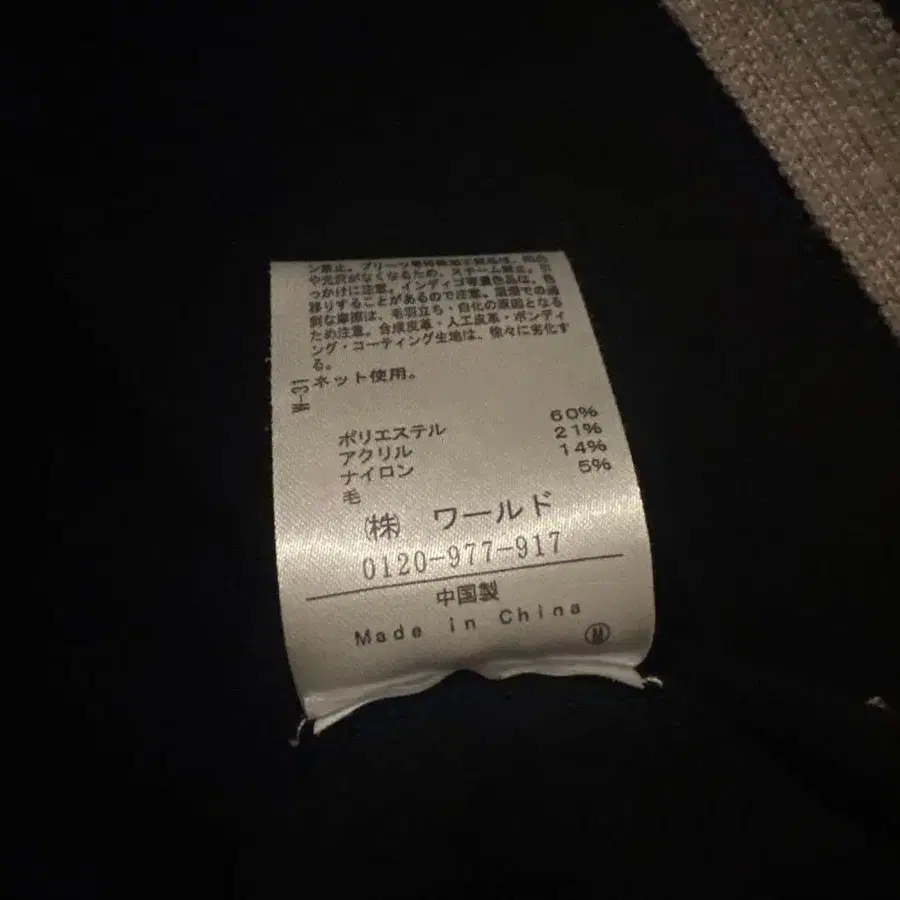 ン禁止。プリーツ等特殊加工製品は、
や光沢がなくなるため、スチーム禁止。引
っかけに注意。インディゴ等濃色品は、色
移りすることがあるので注意。湿潤での過
剰な摩擦は、毛羽立ち・白化の原因となる
ため注意。合成皮革・人工皮革・ボンディ
ング・コーティング生地は、徐々に劣化す
る。
ネット使用。
W-31
ポリエステル 60%
アクリル 21%
ナイロン 14%
毛 5%
㈱ ワールド
0120-977-917
中国製
Made in China
Ⓜ